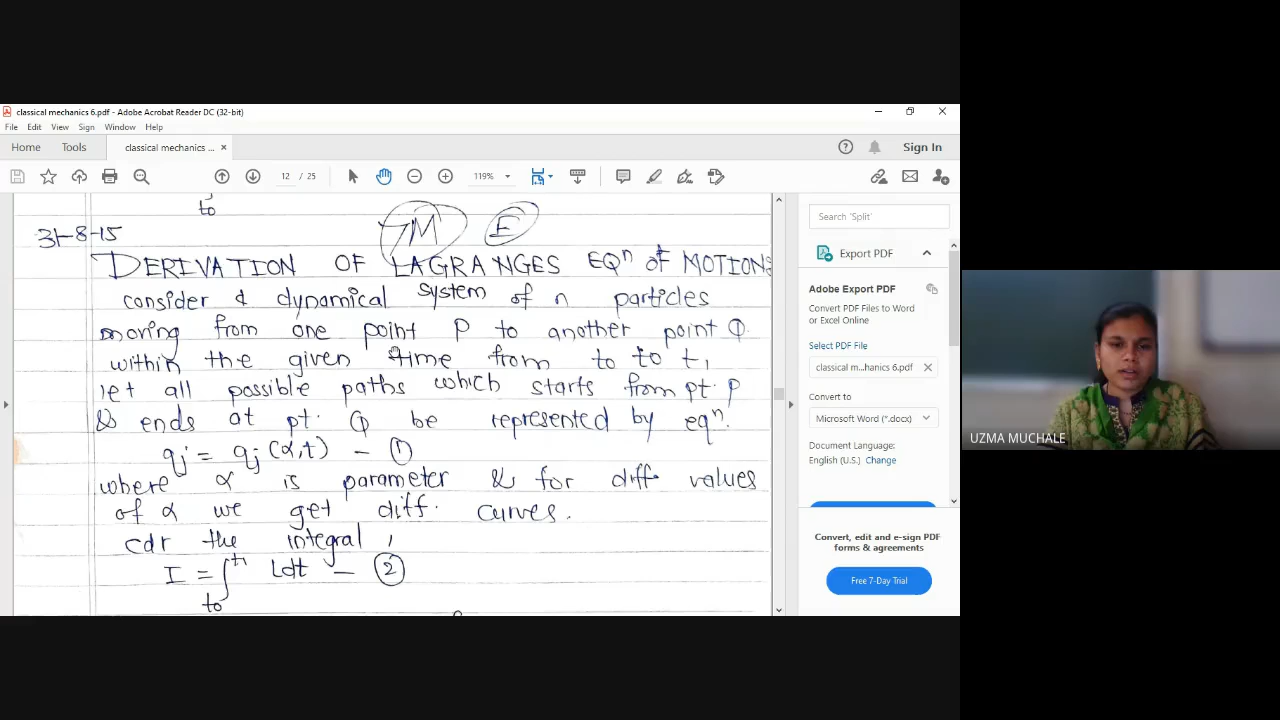 classical mechanics 6.pdf - Adobe Acrobat Reader DC (32-bit)
File Edit View Sign Window Help
Home Tools classical mechanics ... × Sign In
12 / 25 119%
to
31-8-15 7M E
DERIVATION OF LAGRANGES EQⁿ of MOTIONS
consider a dynamical system of n particles
moving from one point P to another point Q
within the given time from to to t,
let all possible paths which starts from pt. P
& ends at pt. Q be represented by eqⁿ.
qj = qj (α,t) — ①
where α is parameter & for diff values
of α we get diff. curves.
cdr the integral,
I = ∫ t₁ Ldt — ②
to
Search 'Split'
Export PDF
Adobe Export PDF
Convert PDF Files to Word
or Excel Online
Select PDF File
classical m...hanics 6.pdf ×
Convert to
Microsoft Word (*.docx)
Document Language:
English (U.S.) Change
Convert, edit and e-sign PDF
forms & agreements
Free 7-Day Trial
UZMA MUCHALE